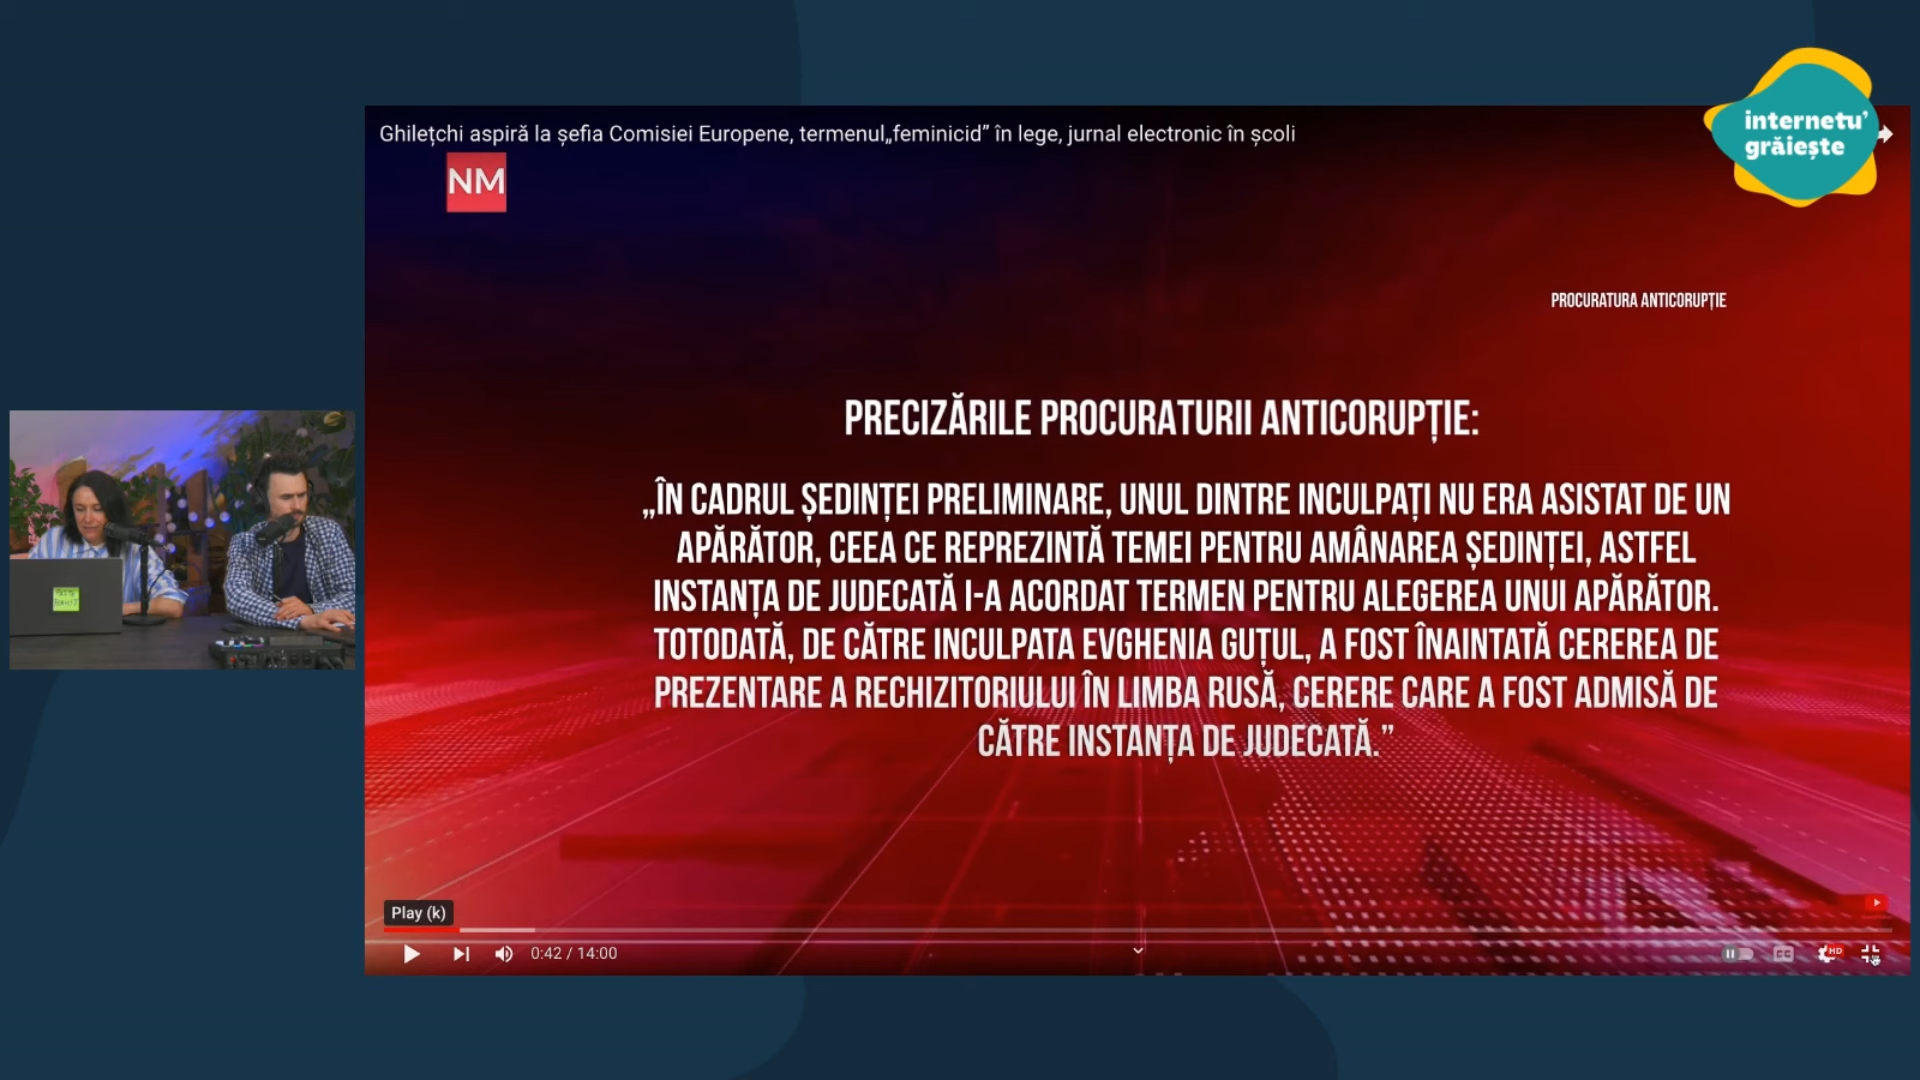 Ghilețchi aspiră la șefia Comisiei Europene, termenul„feminicid” în lege, jurnal electronic în școli
internetu'
grăiește
NM
PROCURATURA ANTICORUPȚIE
PRECIZĂRILE PROCURATURII ANTICORUPȚIE:
„ÎN CADRUL ȘEDINȚEI PRELIMINARE, UNUL DINTRE INCULPAȚI NU ERA ASISTAT DE UN
APĂRĂTOR, CEEA CE REPREZINTĂ TEMEI PENTRU AMÂNAREA ȘEDINȚEI, ASTFEL
INSTANȚA DE JUDECATĂ I-A ACORDAT TERMEN PENTRU ALEGEREA UNUI APĂRĂTOR.
TOTODATĂ, DE CĂTRE INCULPATA EVGHENIA GUȚUL, A FOST ÎNAINTATĂ CEREREA DE
PREZENTARE A RECHIZITORIULUI ÎN LIMBA RUSĂ, CERERE CARE A FOST ADMISĂ DE
CĂTRE INSTANȚA DE JUDECATĂ.”
Play (k)
0:42 / 14:00
CC
HD